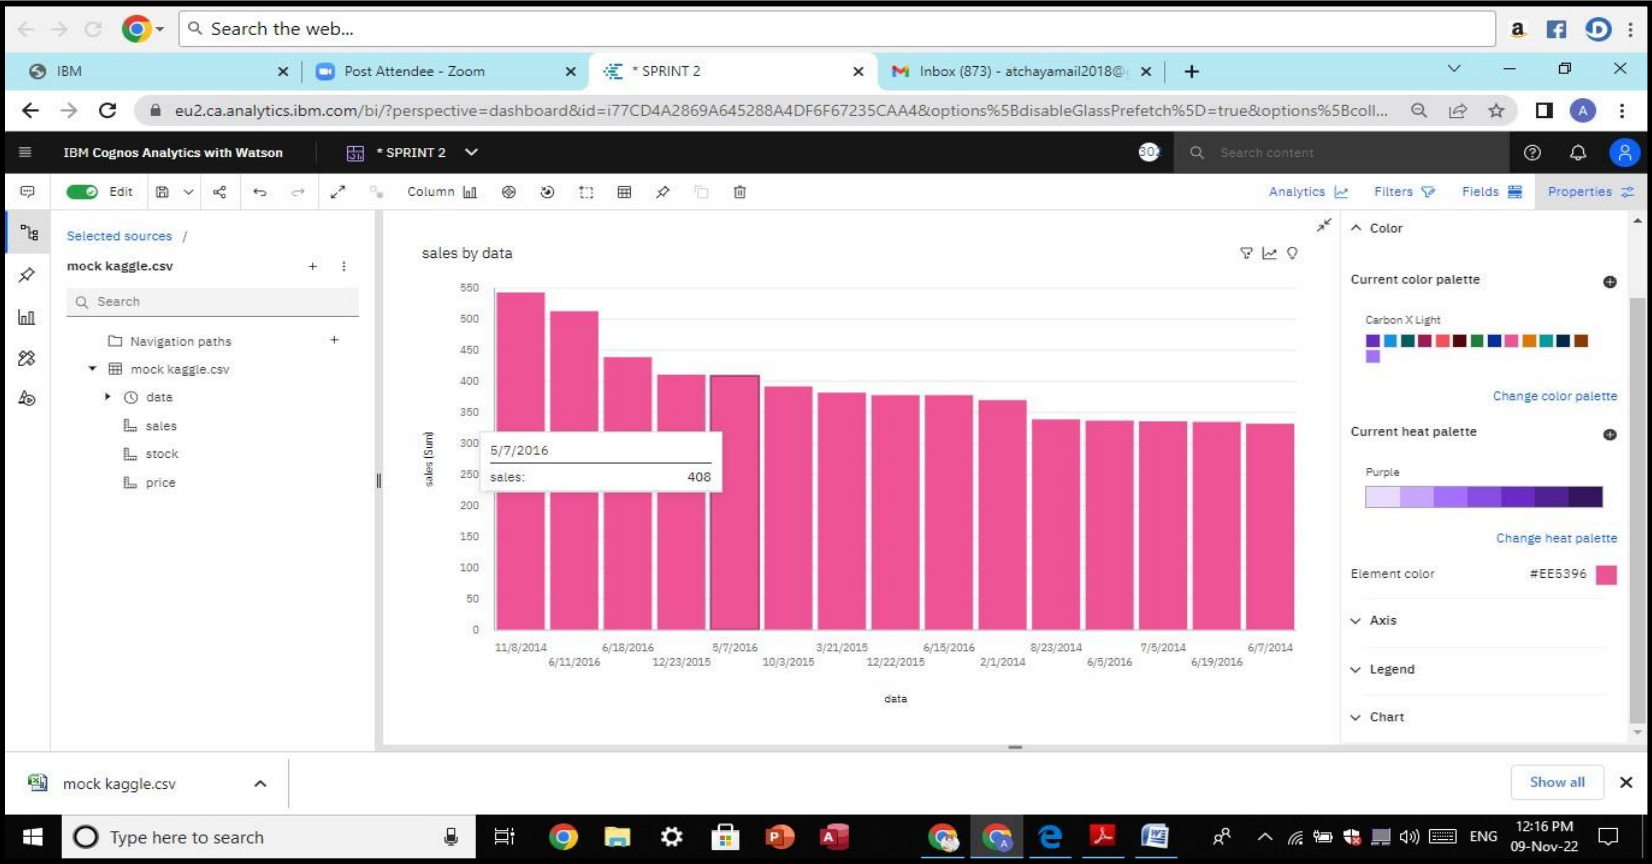 Search the web...
a
IBM
Post Attendee - Zoom
* SPRINT 2
Inbox (873) - atchayamail2018@
eu2.ca.analytics.ibm.com/bi/?perspective=dashboard&id=i77CD4A2869A645288A4DF6F67235CAA4&options%5BdisableGlassPrefetch%5D=true&options%5Bcoll...
A
IBM Cognos Analytics with Watson
* SPRINT 2
Search content
Edit
Column
Analytics
Filters
Fields
Properties
Selected sources /
mock kaggle.csv
Search
Navigation paths
mock kaggle.csv
data
sales
stock
price
sales by data
550
500
450
400
350
300
250
200
150
100
50
0
sales (Sum)
5/7/2016
sales: 408
11/8/2014 6/18/2016 5/7/2016 3/21/2015 6/15/2016 8/23/2014 7/5/2014 6/7/2014
6/11/2016 12/23/2015 10/3/2015 12/22/2015 2/1/2014 6/5/2016 6/19/2016
data
Color
Current color palette
Carbon X Light
Change color palette
Current heat palette
Purple
Change heat palette
Element color #EE5396
Axis
Legend
Chart
mock kaggle.csv
Show all
Type here to search
ENG
12:16 PM
09-Nov-22